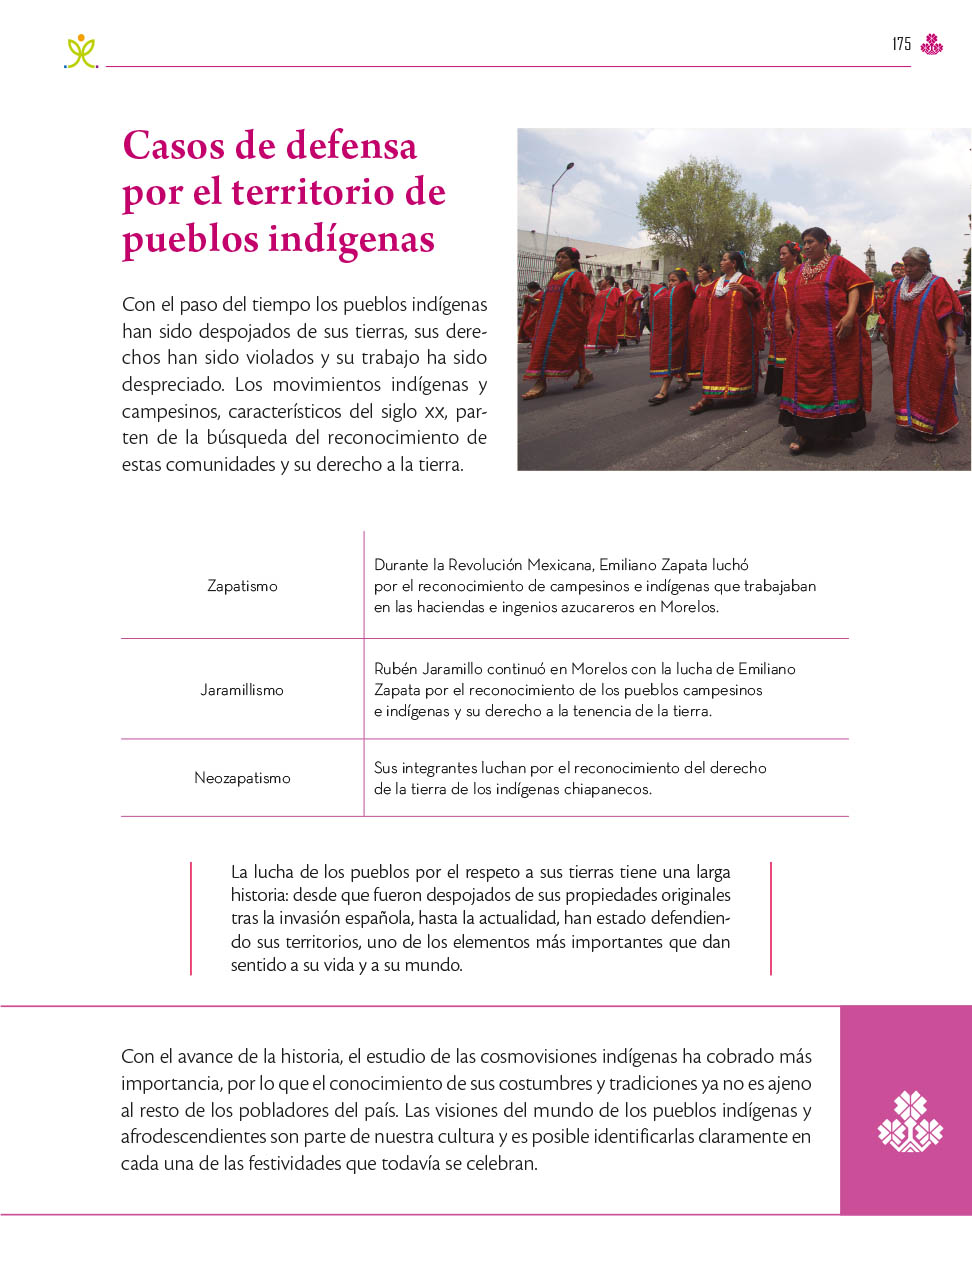 175
Casos de defensa
por el territorio de
pueblos indígenas
Con el paso del tiempo los pueblos indígenas
han sido despojados de sus tierras, sus dere-
chos han sido violados y su trabajo ha sido
despreciado. Los movimientos indígenas y
campesinos, característicos del siglo XX, par-
ten de la búsqueda del reconocimiento de
estas comunidades y su derecho a la tierra.
Zapatismo
Durante la Revolución Mexicana, Emiliano Zapata luchó
por el reconocimiento de campesinos e indígenas que trabajaban
en las haciendas e ingenios azucareros en Morelos.
Jaramillismo
Rubén Jaramillo continuó en Morelos con la lucha de Emiliano
Zapata por el reconocimiento de los pueblos campesinos
e indígenas y su derecho a la tenencia de la tierra.
Neozapatismo
Sus integrantes luchan por el reconocimiento del derecho
de la tierra de los indígenas chiapanecos.
La lucha de los pueblos por el respeto a sus tierras tiene una larga
historia: desde que fueron despojados de sus propiedades originales
tras la invasión española, hasta la actualidad, han estado defendien-
do sus territorios, uno de los elementos más importantes que dan
sentido a su vida y a su mundo.
Con el avance de la historia, el estudio de las cosmovisiones indígenas ha cobrado más
importancia, por lo que el conocimiento de sus costumbres y tradiciones ya no es ajeno
al resto de los pobladores del país. Las visiones del mundo de los pueblos indígenas y
afrodescendientes son parte de nuestra cultura y es posible identificarlas claramente en
cada una de las festividades que todavía se celebran.